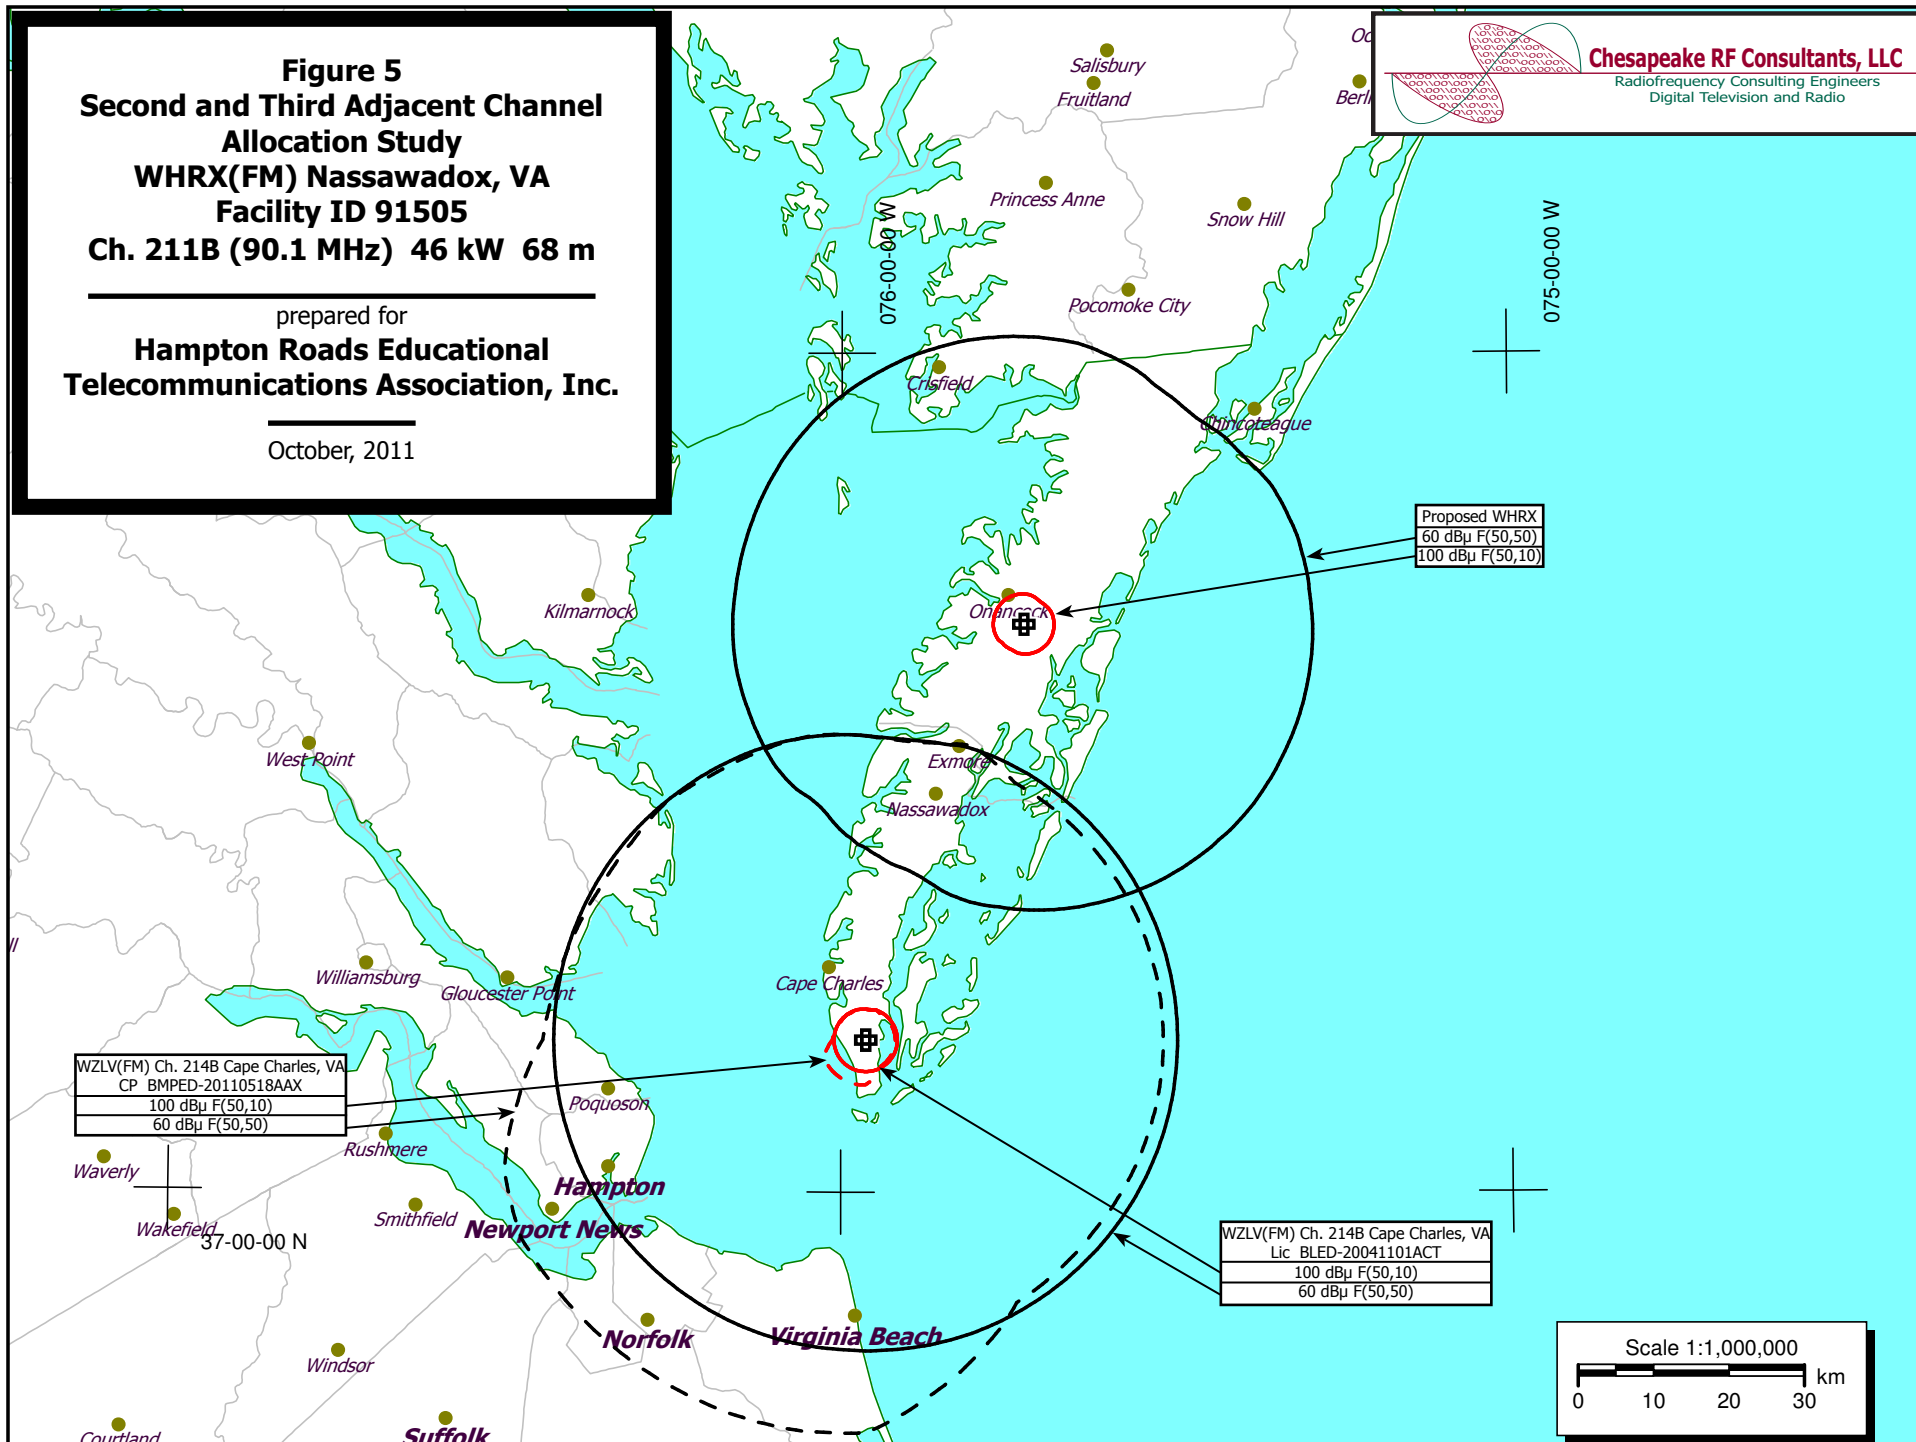 Figure 5
Second and Third Adjacent Channel
Allocation Study
WHRX(FM) Nassawadox, VA
Facility ID 91505
Ch. 211B (90.1 MHz) 46 kW 68 m
prepared for
Hampton Roads Educational
Telecommunications Association, Inc.
October, 2011
Chesapeake RF Consultants, LLC
Radiofrequency Consulting Engineers
Digital Television and Radio
Salisbury
Fruitland
Princess Anne
Snow Hill
Pocomoke City
076-00-00 W
075-00-00 W
Crisfield
Chincoteague
Proposed WHRX
60 dBµ F(50,50)
100 dBµ F(50,10)
Kilmarnock
Onancock
West Point
Exmore
Nassawadox
Williamsburg
Gloucester Point
Cape Charles
WZLV(FM) Ch. 214B Cape Charles, VA
CP BMPED-20110518AAX
100 dBµ F(50,10)
60 dBµ F(50,50)
Poquoson
Rushmere
Waverly
Hampton
Smithfield
Newport News
Wakefield
37-00-00 N
WZLV(FM) Ch. 214B Cape Charles, VA
Lic BLED-20041101ACT
100 dBµ F(50,10)
60 dBµ F(50,50)
Norfolk
Virginia Beach
Windsor
Courtland
Suffolk
Scale 1:1,000,000
km
0 10 20 30